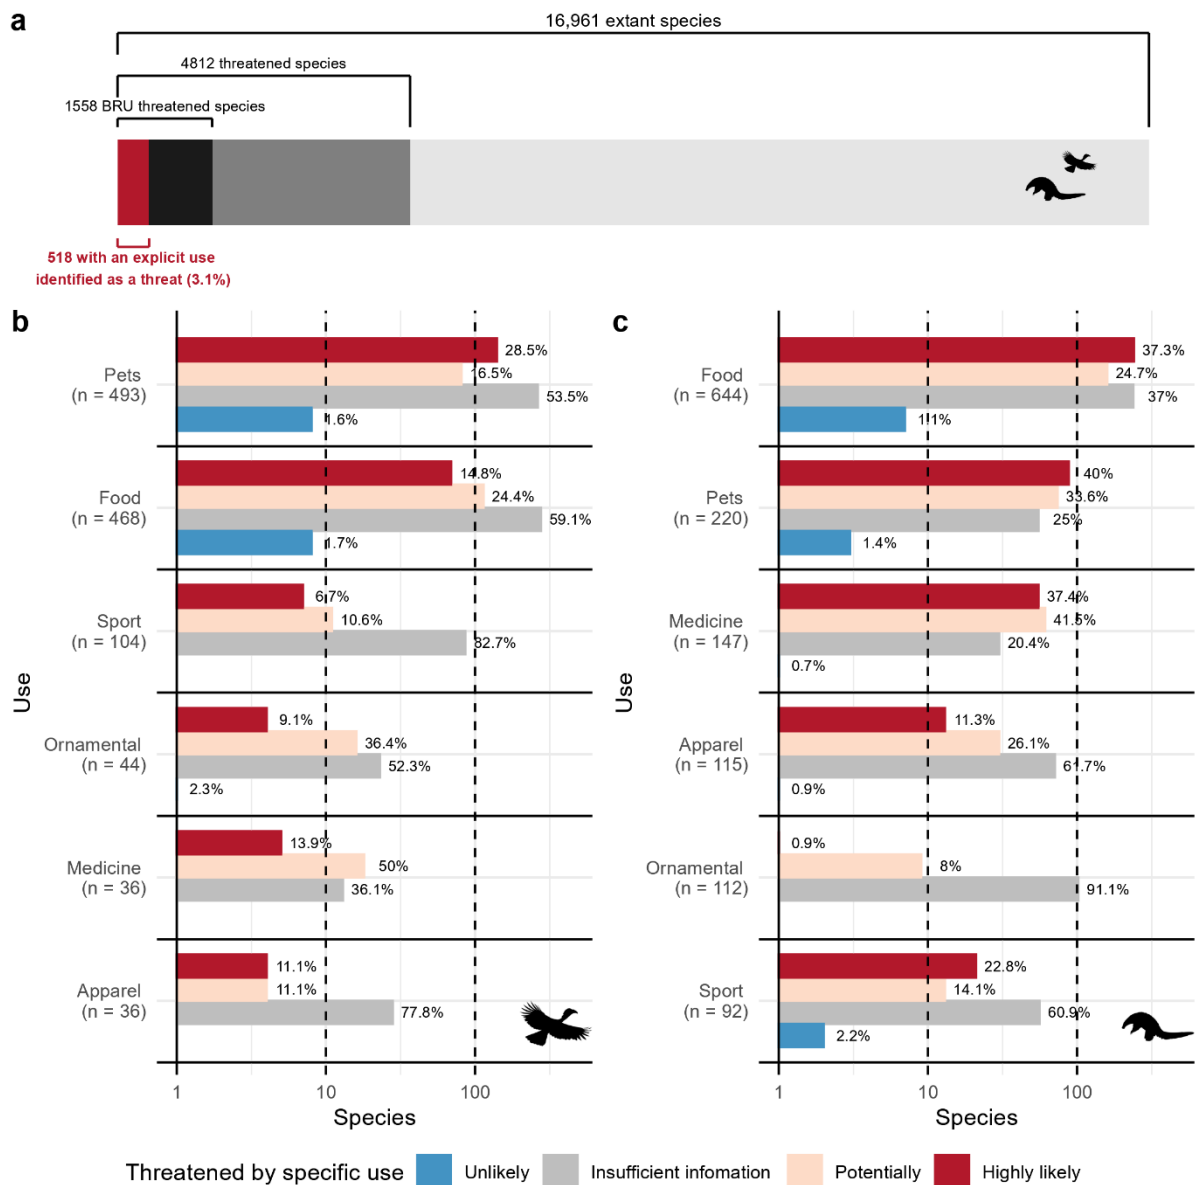 a
16,961 extant species
4812 threatened species
1558 BRU threatened species
518 with an explicit use
identified as a threat (3.1%)
b
Use
Pets
(n = 493)
28.5%
16.5%
53.5%
1.6%
Food
(n = 468)
14.8%
24.4%
59.1%
1.7%
Sport
(n = 104)
6.7%
10.6%
82.7%
Ornamental
(n = 44)
9.1%
36.4%
52.3%
2.3%
Medicine
(n = 36)
13.9%
50%
36.1%
Apparel
(n = 36)
11.1%
11.1%
77.8%
1 10 100
Species
c
Use
Food
(n = 644)
37.3%
24.7%
37%
1.1%
Pets
(n = 220)
40%
33.6%
25%
1.4%
Medicine
(n = 147)
37.4%
41.5%
20.4%
0.7%
Apparel
(n = 115)
11.3%
26.1%
61.7%
0.9%
Ornamental
(n = 112)
0.9%
8%
91.1%
Sport
(n = 92)
22.8%
14.1%
60.9%
2.2%
1 10 100
Species
Threatened by specific use Unlikely Insufficient infomation Potentially Highly likely